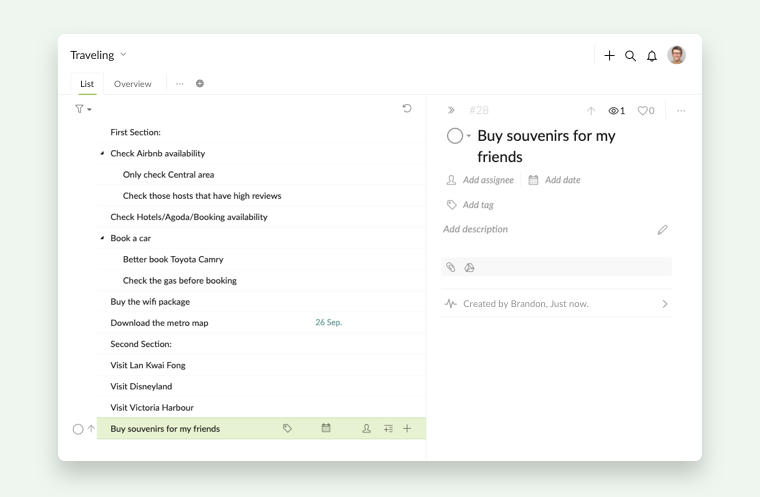 Traveling
List Overview ...
First Section:
Check Airbnb availability
Only check Central area
Check those hosts that have high reviews
Check Hotels/Agoda/Booking availability
Book a car
Better book Toyota Camry
Check the gas before booking
Buy the wifi package
Download the metro map 26 Sep.
Second Section:
Visit Lan Kwai Fong
Visit Disneyland
Visit Victoria Harbour
Buy souvenirs for my friends
#28 1 0 ...
Buy souvenirs for my
friends
Add assignee Add date
Add tag
Add description
Created by Brandon, Just now.